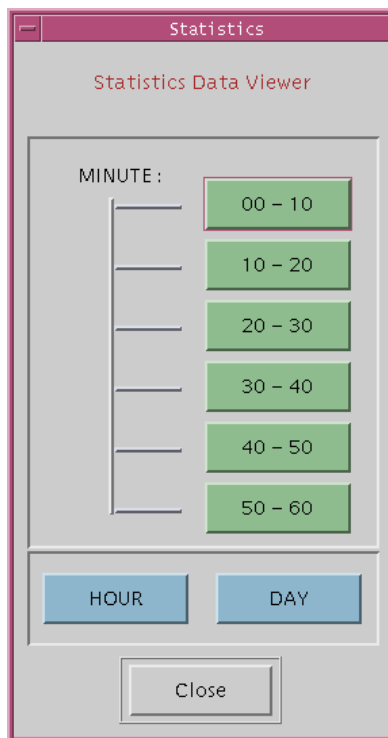 Statistics
Statistics Data Viewer
MINUTE :
00 – 10
10 – 20
20 – 30
30 – 40
40 – 50
50 – 60
HOUR DAY
Close